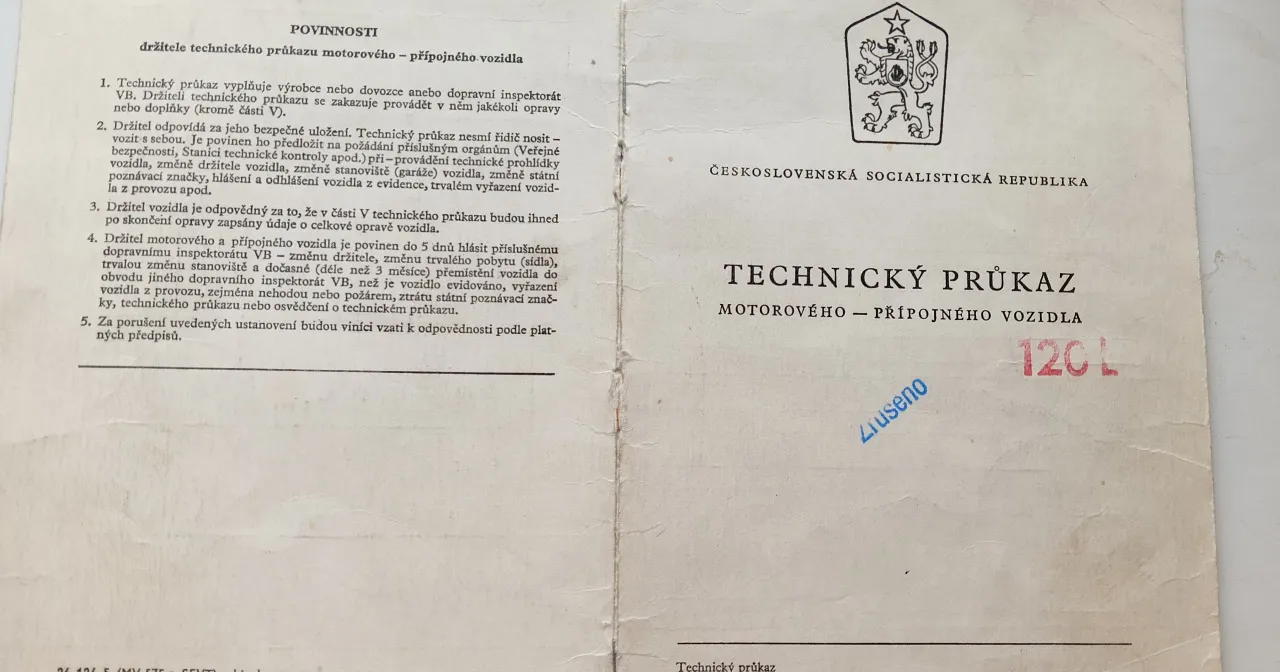 POVINNOSTI
držitele technického průkazu motorového – přípojného vozidla
1. Technický průkaz vyplňuje výrobce nebo dovozce anebo dopravní inspektorát
VB. Držiteli technického průkazu se zakazuje provádět v něm jakékoli opravy
nebo doplňky (kromě části V).
2. Držitel odpovídá za jeho bezpečné uložení. Technický průkaz nesmí řidič nosit –
vozit s sebou. Je povinen ho předložit na požádání příslušným orgánům (Veřejné
bezpečnosti, Stanici technické kontroly apod.) při – provádění technické prohlídky
vozidla, změně držitele vozidla, změně stanoviště (garáže) vozidla, změně státní
poznávací značky, hlášení a odhlášení vozidla z evidence, trvalém vyřazení vozid-
la z provozu apod.
3. Držitel vozidla je odpovědný za to, že v části V technického průkazu budou ihned
po skončení opravy zapsány údaje o celkové opravě vozidla.
4. Držitel motorového a přípojného vozidla je povinen do 5 dnů hlásit příslušnému
dopravnímu inspektorátu VB – změnu držitele, změnu trvalého pobytu (sídla),
trvalou změnu stanoviště a dočasné (déle než 3 měsíce) přemístění vozidla do
obvodu jiného dopravního inspektorát VB, než je vozidlo evidováno, vyřazení
vozidla z provozu, zejména nehodou nebo požárem, ztrátu státní poznávací znač-
ky, technického průkazu nebo osvědčení o technickém průkazu.
5. Za porušení uvedených ustanovení budou viníci vzati k odpovědnosti podle plat-
ných předpisů.
ČESKOSLOVENSKÁ SOCIALISTICKÁ REPUBLIKA
TECHNICKÝ PRŮKAZ
MOTOROVÉHO — PŘÍPOJNÉHO VOZIDLA
120 L
Zrušeno
Technický průkaz